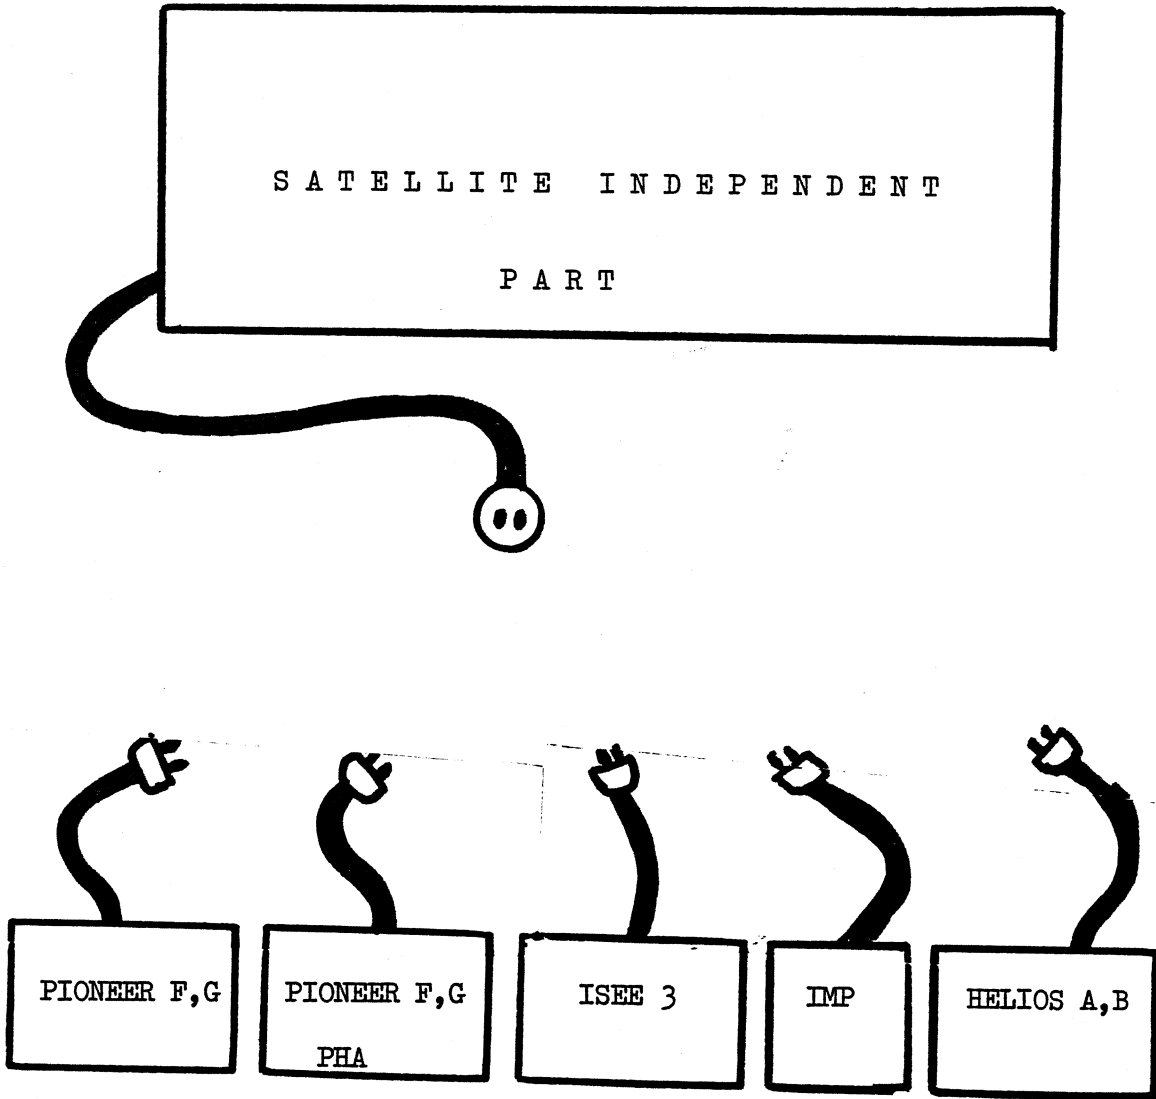 SATELLITE INDEPENDENT
PART
PIONEER F,G
PIONEER F,G
PHA
ISEE 3
IMP
HELIOS A,B